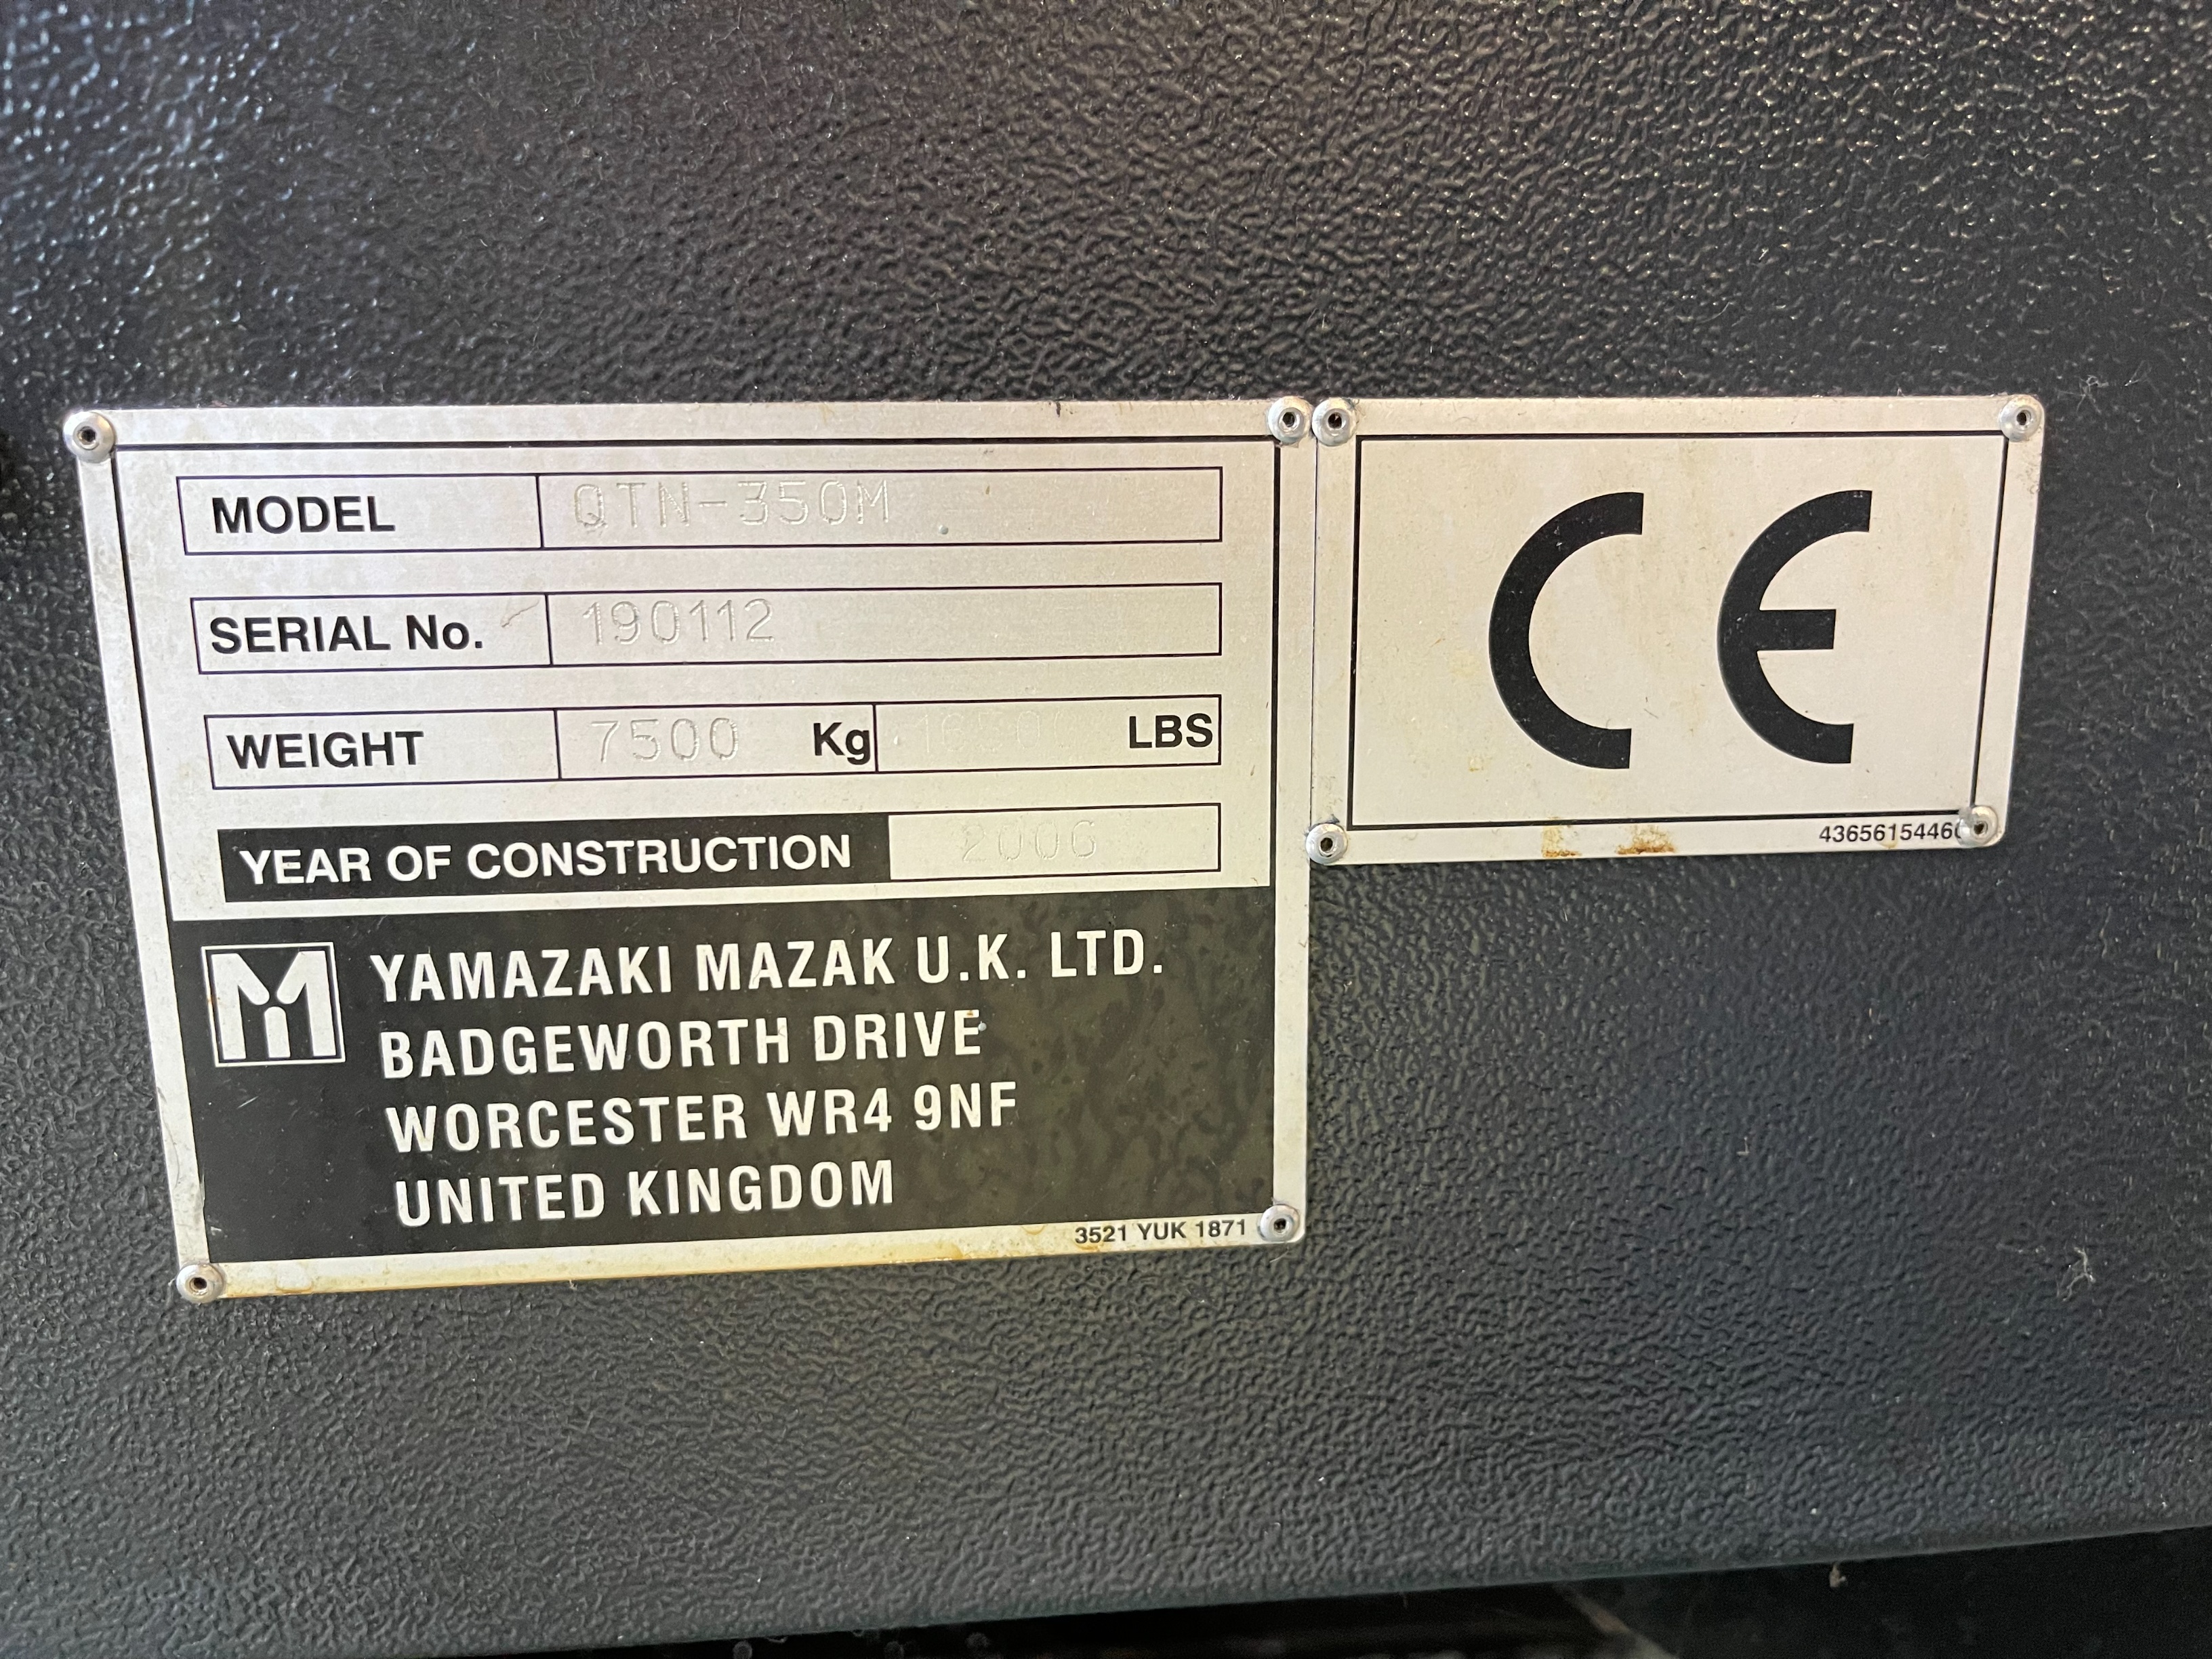 MODEL QTN-350M
SERIAL No. 190112
WEIGHT 7500 Kg LBS
YEAR OF CONSTRUCTION 2006
YAMAZAKI MAZAK U.K. LTD.
BADGEWORTH DRIVE
WORCESTER WR4 9NF
UNITED KINGDOM
3521 YUK 1871
CE